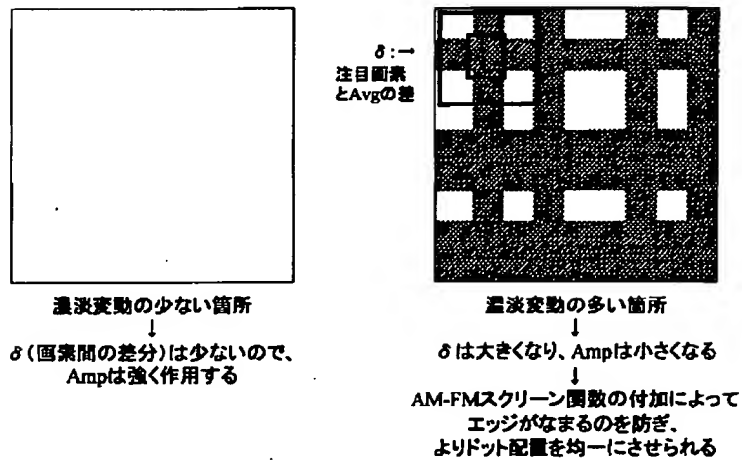 δ:→
注目画素
とAvgの差
濃淡変動の少ない箇所
↓
δ(画素間の差分)は少ないので、
Ampは強く作用する
濃淡変動の多い箇所
↓
δは大きくなり、Ampは小さくなる
↓
AM-FMスクリーン関数の付加によって
エッジがなまるのを防ぎ、
よりドット配置を均一にさせられる